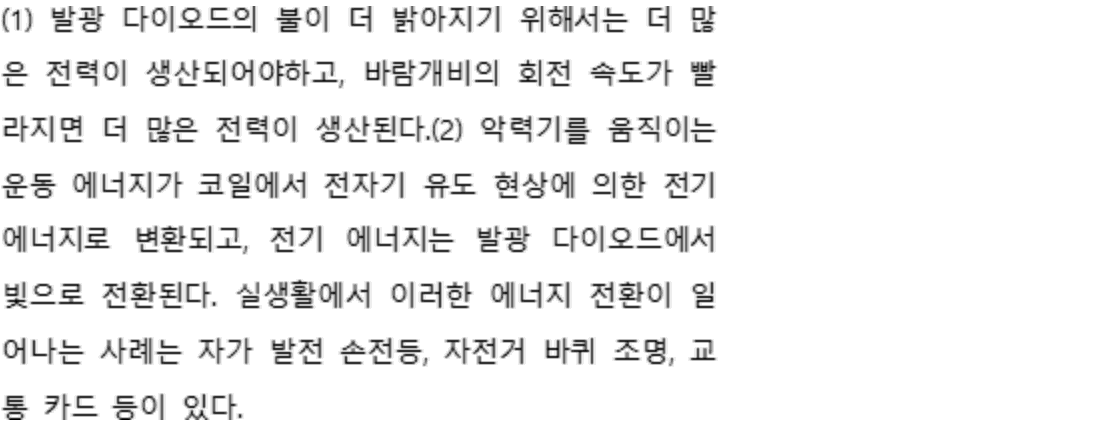 (1) 발광 다이오드의 불이 더 밝아지기 위해서는 더 많
은 전력이 생산되어야하고, 바람개비의 회전 속도가 빨
라지면 더 많은 전력이 생산된다.(2) 악력기를 움직이는
운동 에너지가 코일에서 전자기 유도 현상에 의한 전기
에너지로 변환되고, 전기 에너지는 발광 다이오드에서
빛으로 전환된다. 실생활에서 이러한 에너지 전환이 일
어나는 사례는 자가 발전 손전등, 자전거 바퀴 조명, 교
통 카드 등이 있다.